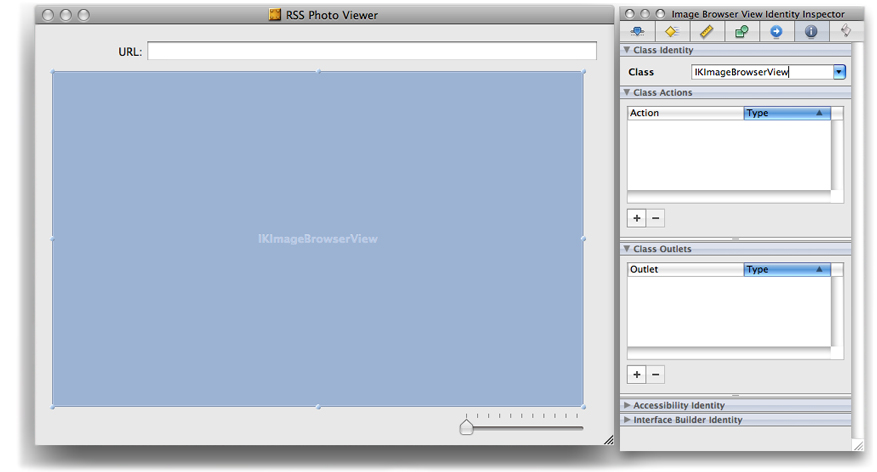 RSS Photo Viewer
URL:
IKImageBrowserView
Image Browser View Identity Inspector
Class Identity
Class IKImageBrowserView
Class Actions
Action Type
+ −
Class Outlets
Outlet Type
+ −
Accessibility Identity
Interface Builder Identity